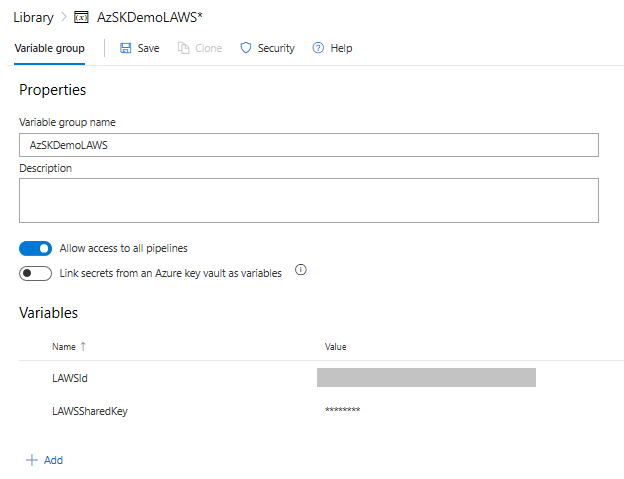 Library > AzSKDemoLAWS*
Variable group Save Clone Security Help
Properties
Variable group name
AzSKDemoLAWS
Description
Allow access to all pipelines
Link secrets from an Azure key vault as variables
Variables
Name ↑ Value
LAWSId
LAWSSharedKey ********
+ Add